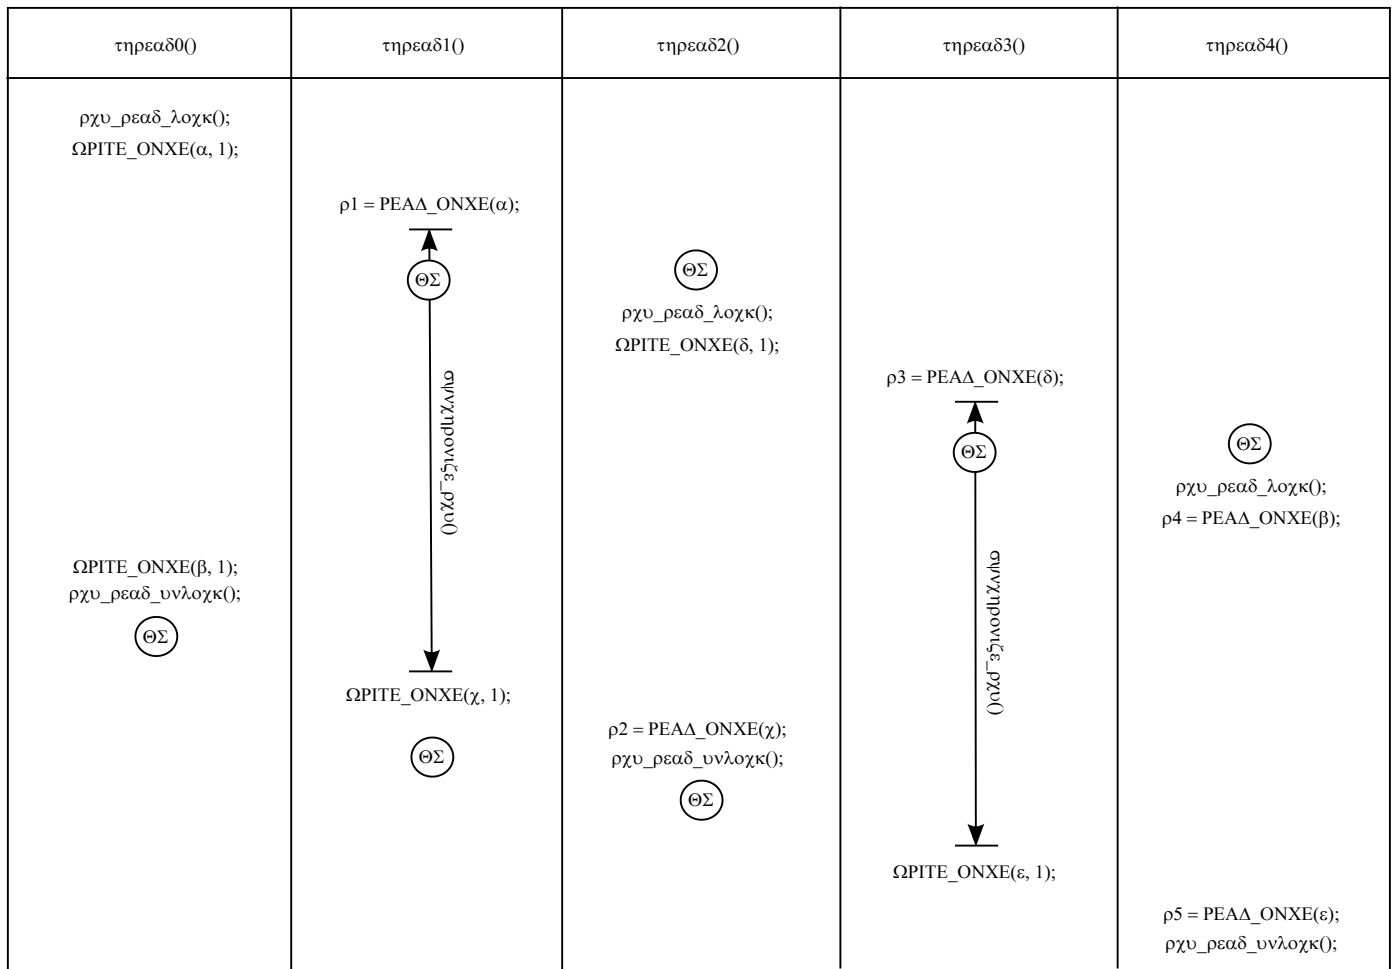 τηρεαδ0()
τηρεαδ1()
τηρεαδ2()
τηρεαδ3()
τηρεαδ4()
ρχυ_ρεαδ_λοχκ();
ΩΡΙΤΕ_ΟΝΧΕ(α, 1);
ρ1 = ΡΕΑΔ_ΟΝΧΕ(α);
ΘΣ
ΘΣ
ρχυ_ρεαδ_λοχκ();
ΩΡΙΤΕ_ΟΝΧΕ(δ, 1);
σψνχηρονιζε_ρχυ()
ρ3 = ΡΕΑΔ_ΟΝΧΕ(δ);
ΘΣ
ΘΣ
ρχυ_ρεαδ_λοχκ();
ρ4 = ΡΕΑΔ_ΟΝΧΕ(β);
ΩΡΙΤΕ_ΟΝΧΕ(β, 1);
ρχυ_ρεαδ_υνλοχκ();
ΘΣ
σψνχηρονιζε_ρχυ()
ΩΡΙΤΕ_ΟΝΧΕ(χ, 1);
ΘΣ
ρ2 = ΡΕΑΔ_ΟΝΧΕ(χ);
ρχυ_ρεαδ_υνλοχκ();
ΘΣ
ΩΡΙΤΕ_ΟΝΧΕ(ε, 1);
ρ5 = ΡΕΑΔ_ΟΝΧΕ(ε);
ρχυ_ρεαδ_υνλοχκ();